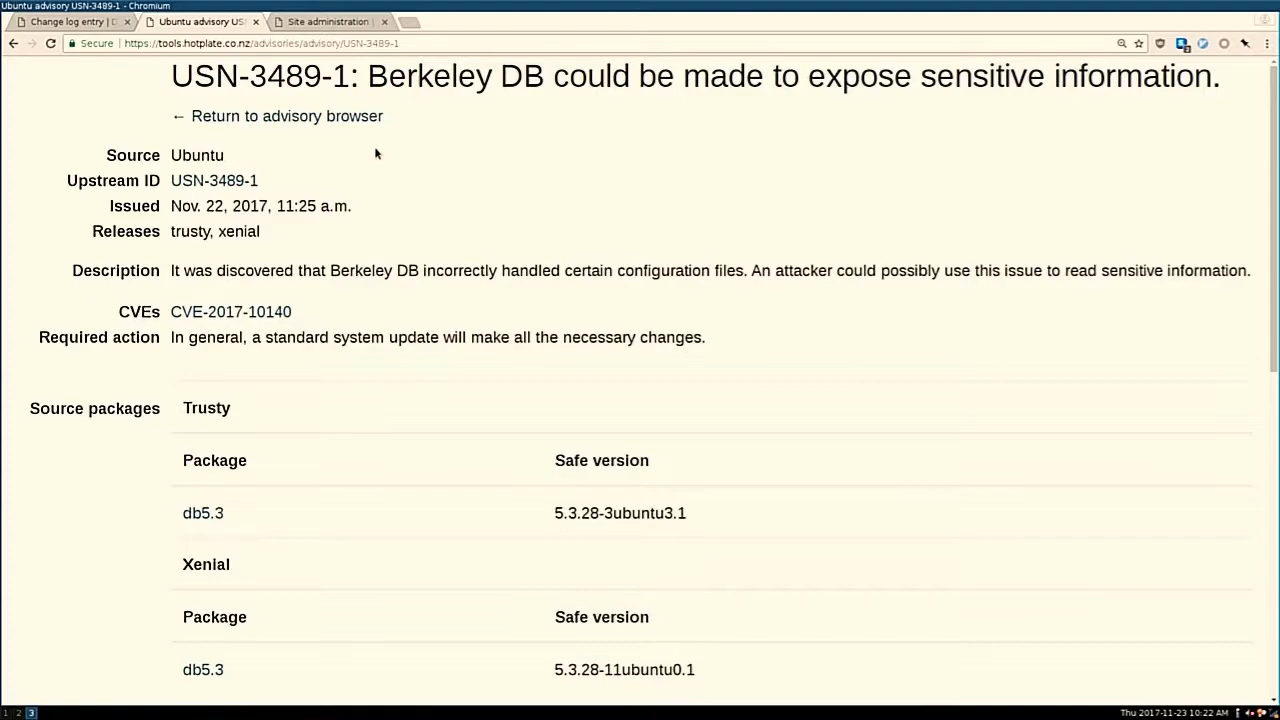 Ubuntu advisory USN-3489-1 - Chromium
Change log entry | D
Ubuntu advisory USN
Site administration |
Secure https://tools.hotplate.co.nz/advisories/advisory/USN-3489-1
USN-3489-1: Berkeley DB could be made to expose sensitive information.
← Return to advisory browser
Source Ubuntu
Upstream ID USN-3489-1
Issued Nov. 22, 2017, 11:25 a.m.
Releases trusty, xenial
Description It was discovered that Berkeley DB incorrectly handled certain configuration files. An attacker could possibly use this issue to read sensitive information.
CVEs CVE-2017-10140
Required action In general, a standard system update will make all the necessary changes.
Source packages Trusty
Package Safe version
db5.3 5.3.28-3ubuntu3.1
Xenial
Package Safe version
db5.3 5.3.28-11ubuntu0.1
1 2 3 Thu 2017-11-23 10:22 AM